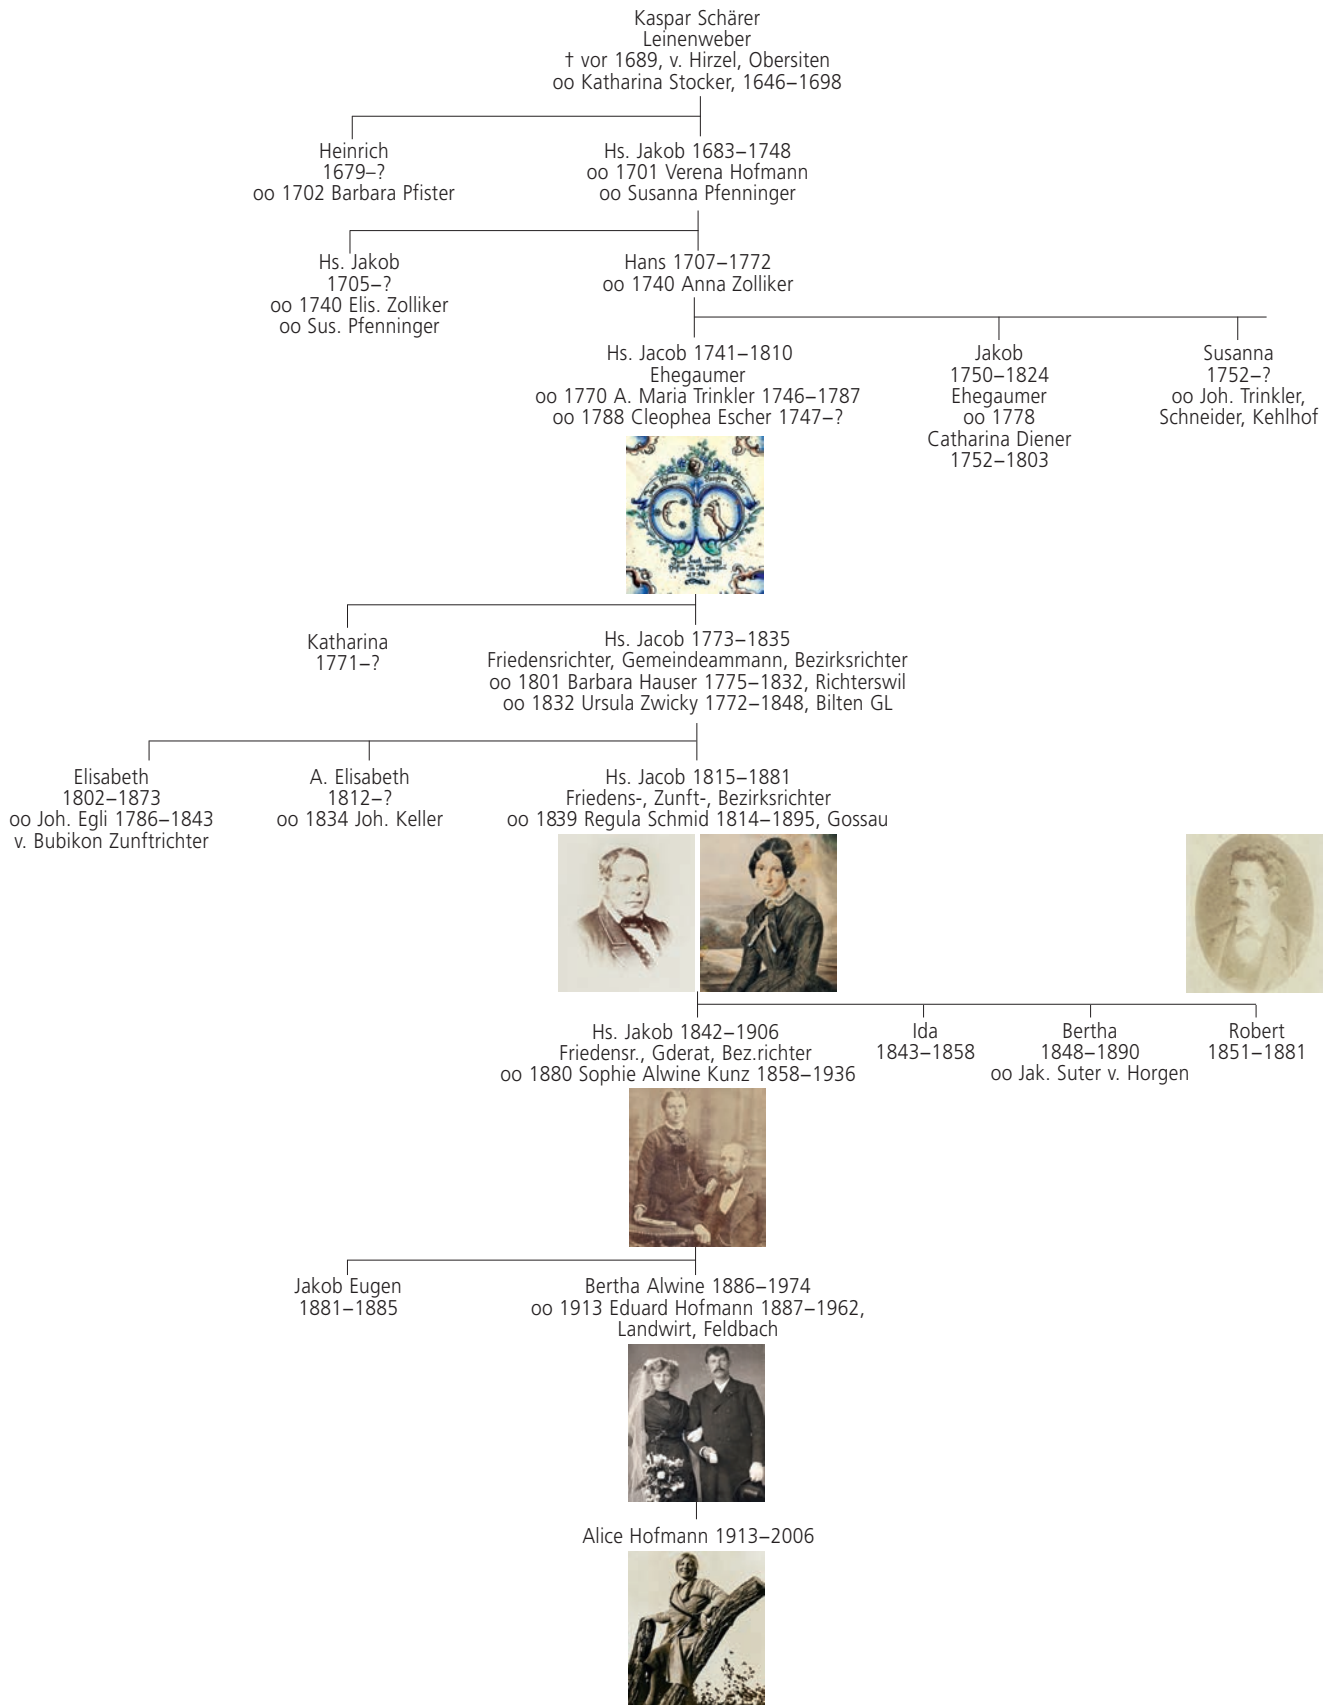 Kaspar Schärer
Leinenweber
† vor 1689, v. Hirzel, Obersiten
oo Katharina Stocker, 1646–1698
Heinrich
1679–?
oo 1702 Barbara Pfister
Hs. Jakob 1683–1748
oo 1701 Verena Hofmann
oo Susanna Pfenninger
Hs. Jakob
1705–?
oo 1740 Elis. Zolliker
oo Sus. Pfenninger
Hans 1707–1772
oo 1740 Anna Zolliker
Hs. Jacob 1741–1810
Ehegaumer
oo 1770 A. Maria Trinkler 1746–1787
oo 1788 Cleophea Escher 1747–?
Jakob
1750–1824
Ehegaumer
oo 1778
Catharina Diener
1752–1803
Susanna
1752–?
oo Joh. Trinkler,
Schneider, Kehlhof
Katharina
1771–?
Hs. Jacob 1773–1835
Friedensrichter, Gemeindeammann, Bezirksrichter
oo 1801 Barbara Hauser 1775–1832, Richterswil
oo 1832 Ursula Zwicky 1772–1848, Bilten GL
Elisabeth
1802–1873
oo Joh. Egli 1786–1843
v. Bubikon Zunftrichter
A. Elisabeth
1812–?
oo 1834 Joh. Keller
Hs. Jacob 1815–1881
Friedens-, Zunft-, Bezirksrichter
oo 1839 Regula Schmid 1814–1895, Gossau
Hs. Jakob 1842–1906
Friedensr., Gderat, Bez.richter
oo 1880 Sophie Alwine Kunz 1858–1936
Ida
1843–1858
Bertha
1848–1890
oo Jak. Suter v. Horgen
Robert
1851–1881
Jakob Eugen
1881–1885
Bertha Alwine 1886–1974
oo 1913 Eduard Hofmann 1887–1962,
Landwirt, Feldbach
Alice Hofmann 1913–2006